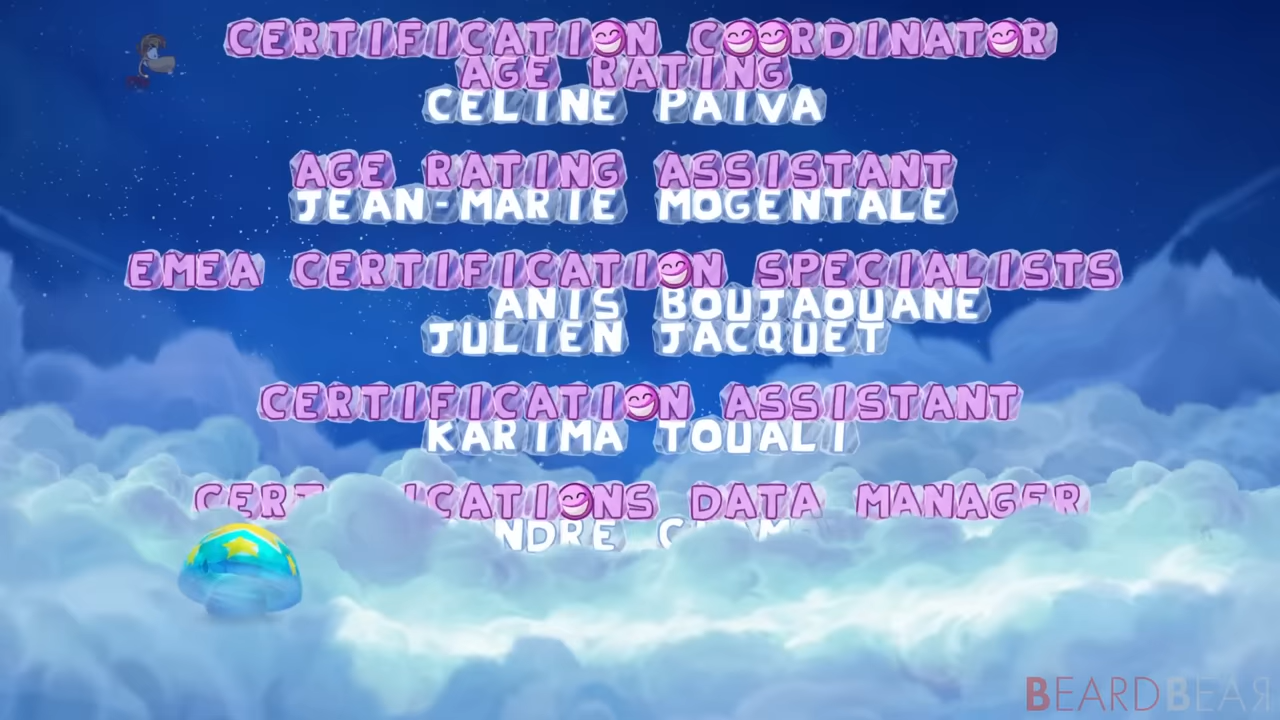 CERTIFICATION COORDINATOR
AGE RATING
CELINE PAIVA
AGE RATING ASSISTANT
JEAN-MARIE MOGENTALE
EMEA CERTIFICATION SPECIALISTS
ANIS BOUJAOUANE
JULIEN JACQUET
CERTIFICATION ASSISTANT
KARIMA TOUALI
CERTIFICATIONS DATA MANAGER
BEARDBEAR